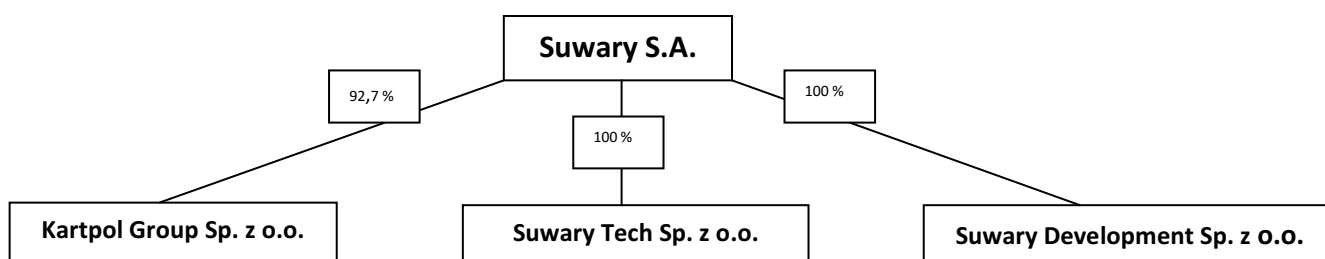 Suwary S.A.
92,7 %
100 %
100 %
Kartpol Group Sp. z o.o.
Suwary Tech Sp. z o.o.
Suwary Development Sp. z o.o.